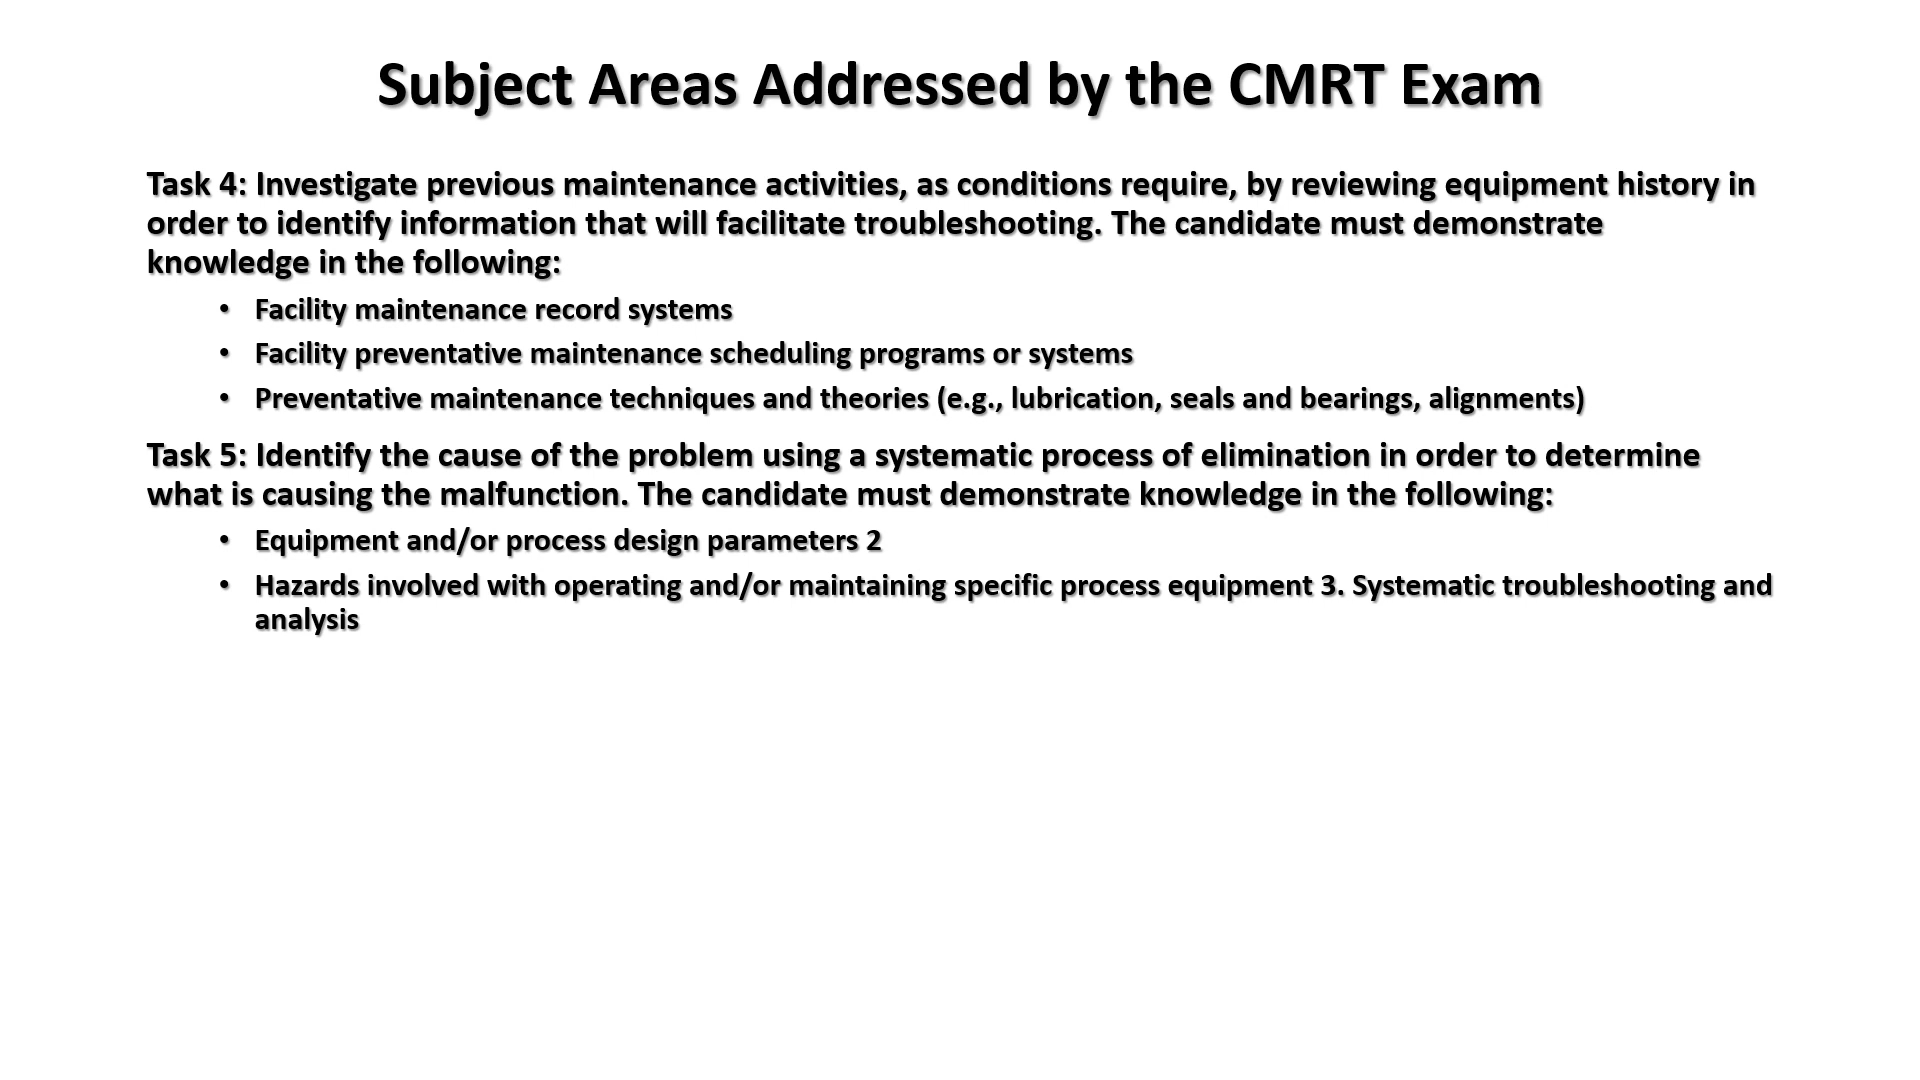 Subject Areas Addressed by the CMRT Exam
Task 4: Investigate previous maintenance activities, as conditions require, by reviewing equipment history in
order to identify information that will facilitate troubleshooting. The candidate must demonstrate
knowledge in the following:
• Facility maintenance record systems
• Facility preventative maintenance scheduling programs or systems
• Preventative maintenance techniques and theories (e.g., lubrication, seals and bearings, alignments)
Task 5: Identify the cause of the problem using a systematic process of elimination in order to determine
what is causing the malfunction. The candidate must demonstrate knowledge in the following:
• Equipment and/or process design parameters 2
• Hazards involved with operating and/or maintaining specific process equipment 3. Systematic troubleshooting and
analysis